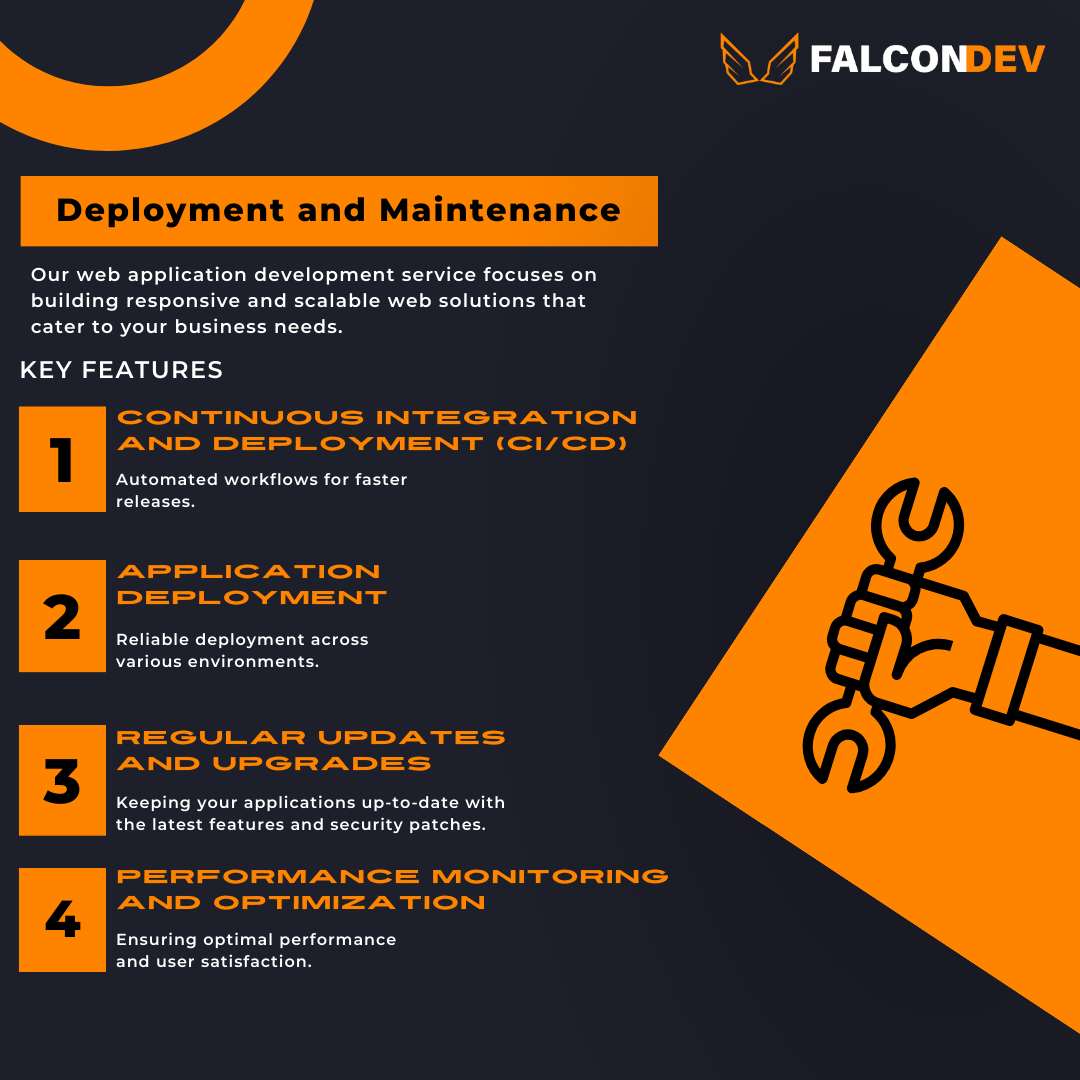 FALCONDEV
Deployment and Maintenance
Our web application development service focuses on
building responsive and scalable web solutions that
cater to your business needs.
KEY FEATURES
1
CONTINUOUS INTEGRATION
AND DEPLOYMENT (CI/CD)
Automated workflows for faster
releases.
2
APPLICATION
DEPLOYMENT
Reliable deployment across
various environments.
3
REGULAR UPDATES
AND UPGRADES
Keeping your applications up-to-date with
the latest features and security patches.
4
PERFORMANCE MONITORING
AND OPTIMIZATION
Ensuring optimal performance
and user satisfaction.